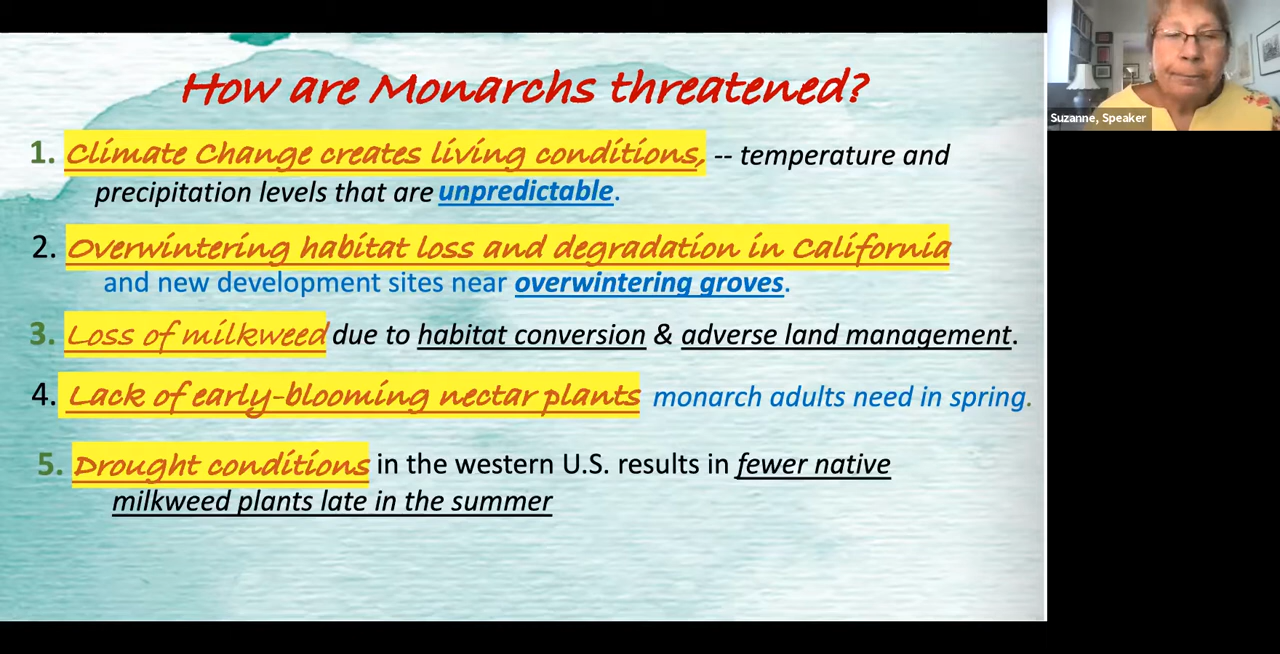 How are Monarchs threatened?
1. Climate Change creates living conditions, -- temperature and
precipitation levels that are unpredictable.
2. Overwintering habitat loss and degradation in California
and new development sites near overwintering groves.
3. Loss of milkweed due to habitat conversion & adverse land management.
4. Lack of early-blooming nectar plants monarch adults need in spring.
5. Drought conditions in the western U.S. results in fewer native
milkweed plants late in the summer
Suzanne, Speaker